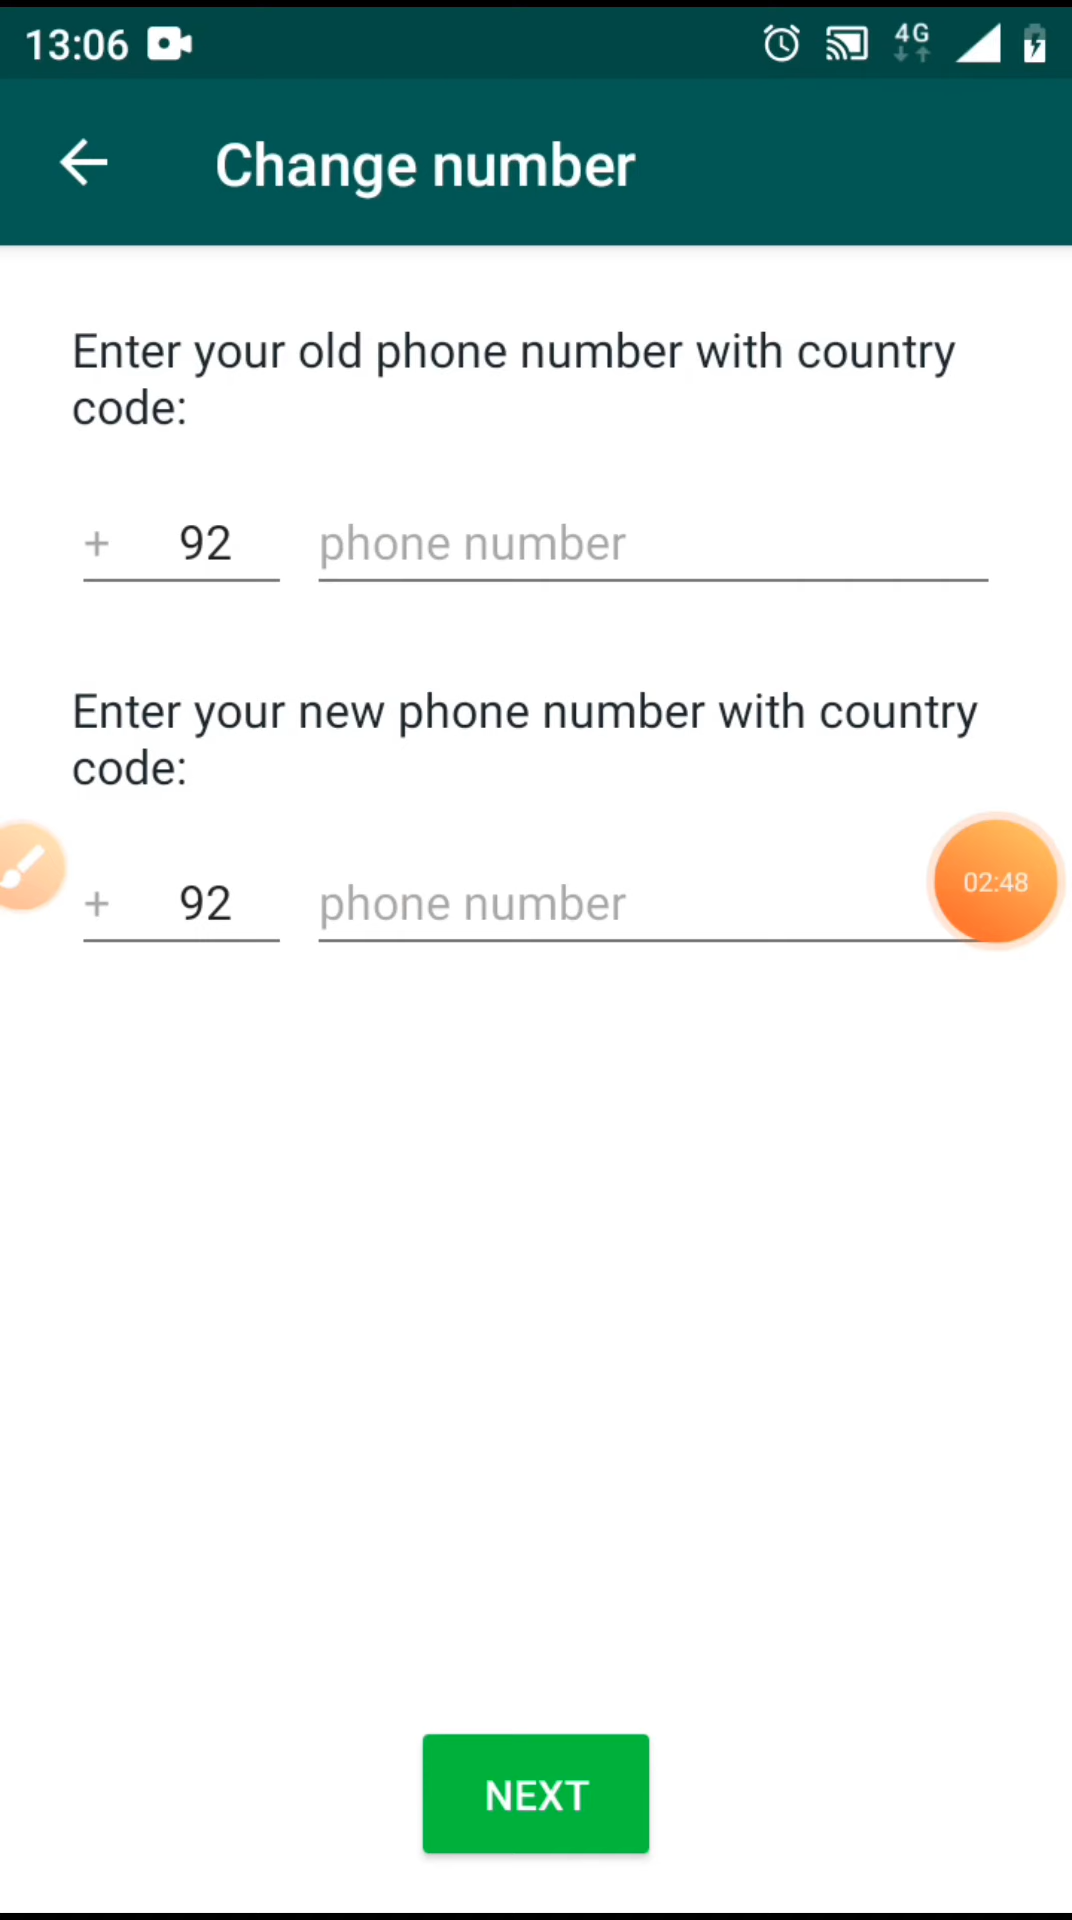 13:06
4G
Change number
Enter your old phone number with country
code:
+ 92 phone number
Enter your new phone number with country
code:
+ 92 phone number
02:48
NEXT